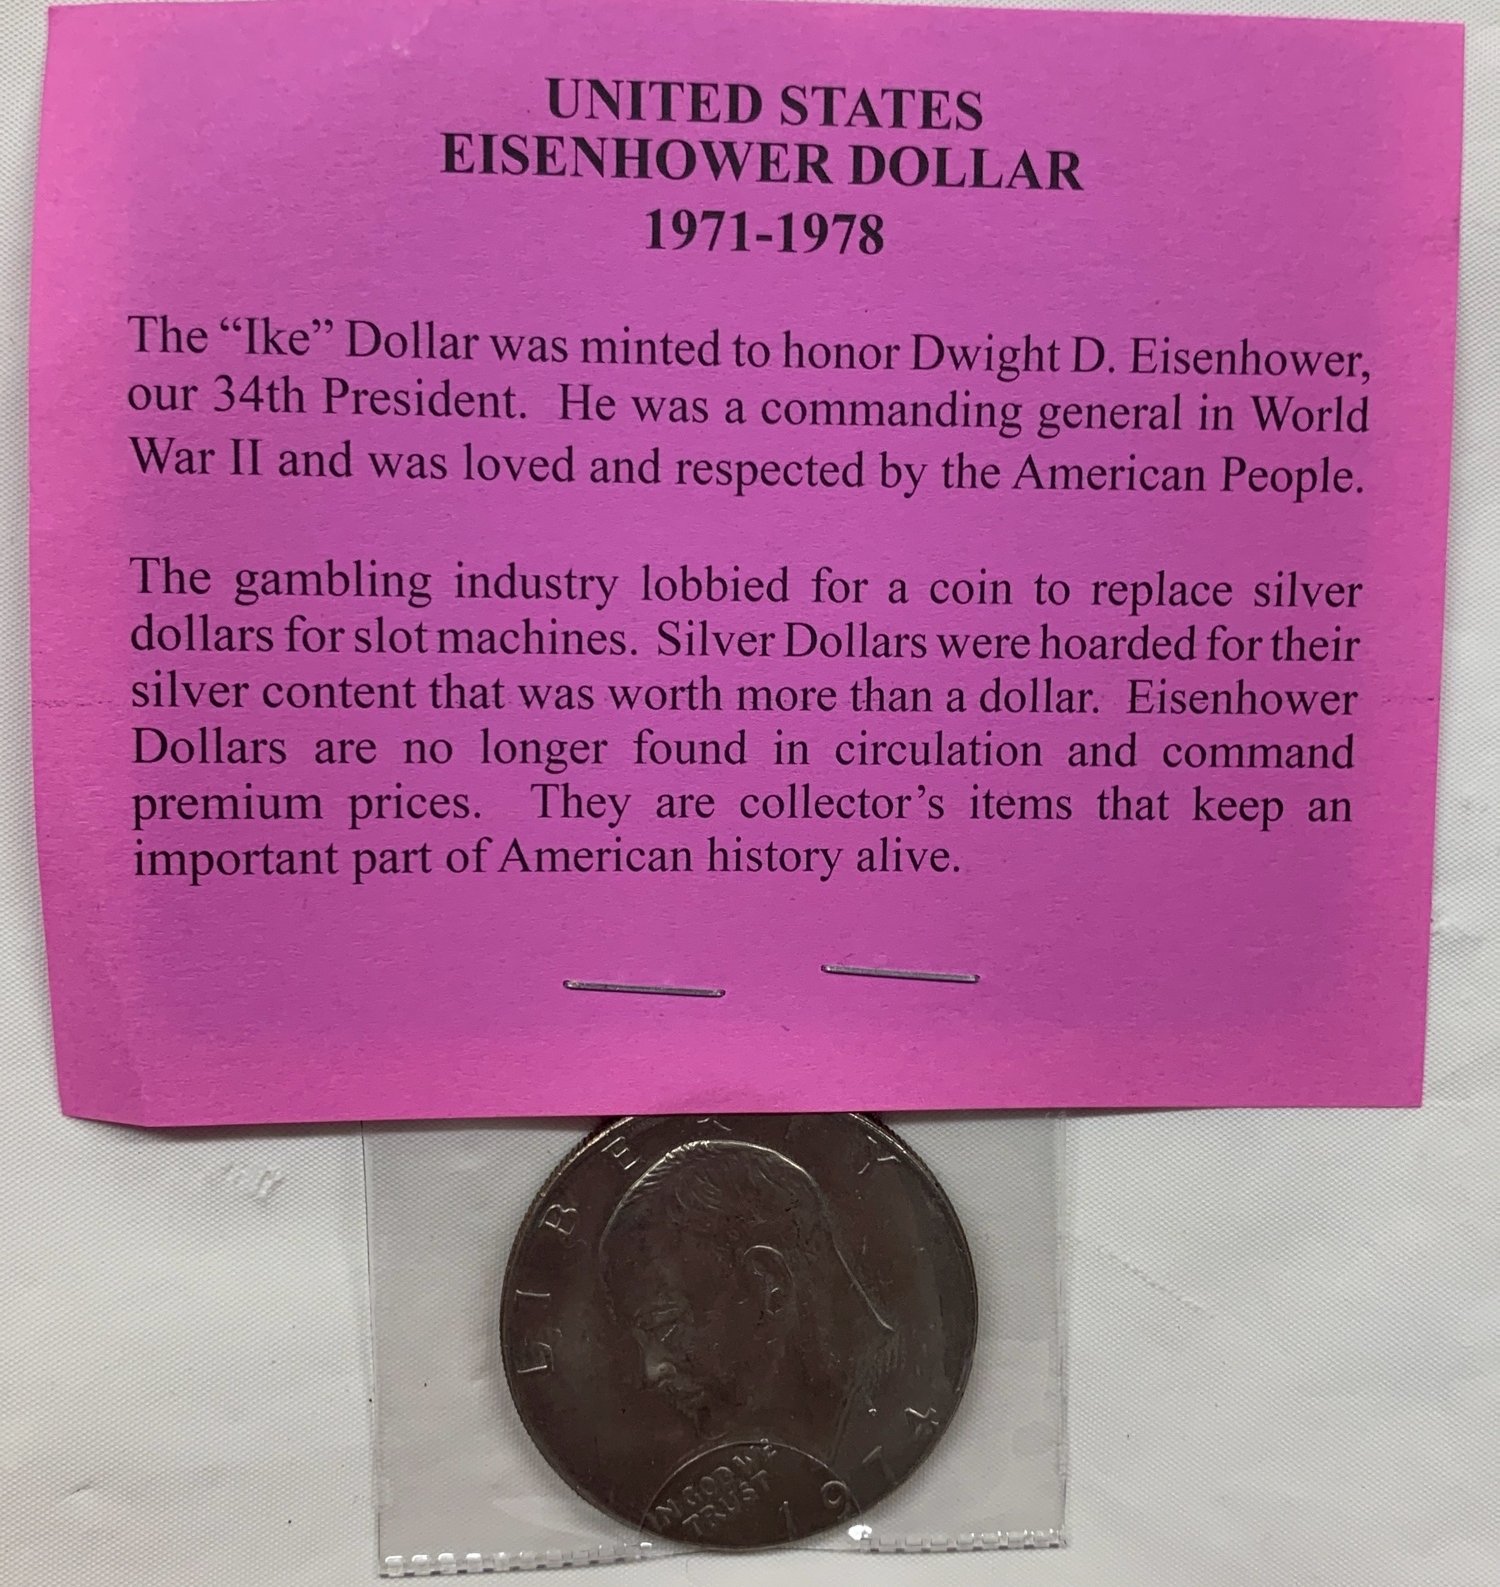 UNITED STATES
EISENHOWER DOLLAR
1971-1978
The “Ike” Dollar was minted to honor Dwight D. Eisenhower,
our 34th President. He was a commanding general in World
War II and was loved and respected by the American People.
The gambling industry lobbied for a coin to replace silver
dollars for slot machines. Silver Dollars were hoarded for their
silver content that was worth more than a dollar. Eisenhower
Dollars are no longer found in circulation and command
premium prices. They are collector’s items that keep an
important part of American history alive.
LIBERTY
IN GOD WE
TRUST
1974